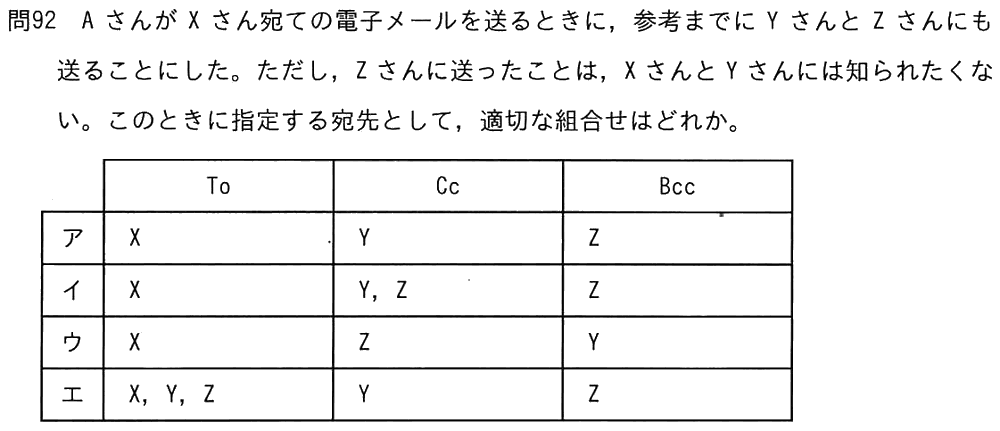 問92 A さんが X さん宛ての電子メールを送るときに，参考までに Y さんと Z さんにも
送ることにした。ただし，Z さんに送ったことは，X さんと Y さんには知られたくな
い。このときに指定する宛先として，適切な組合せはどれか。
To Cc Bcc
ア X Y Z
イ X Y, Z Z
ウ X Z Y
エ X, Y, Z Y Z